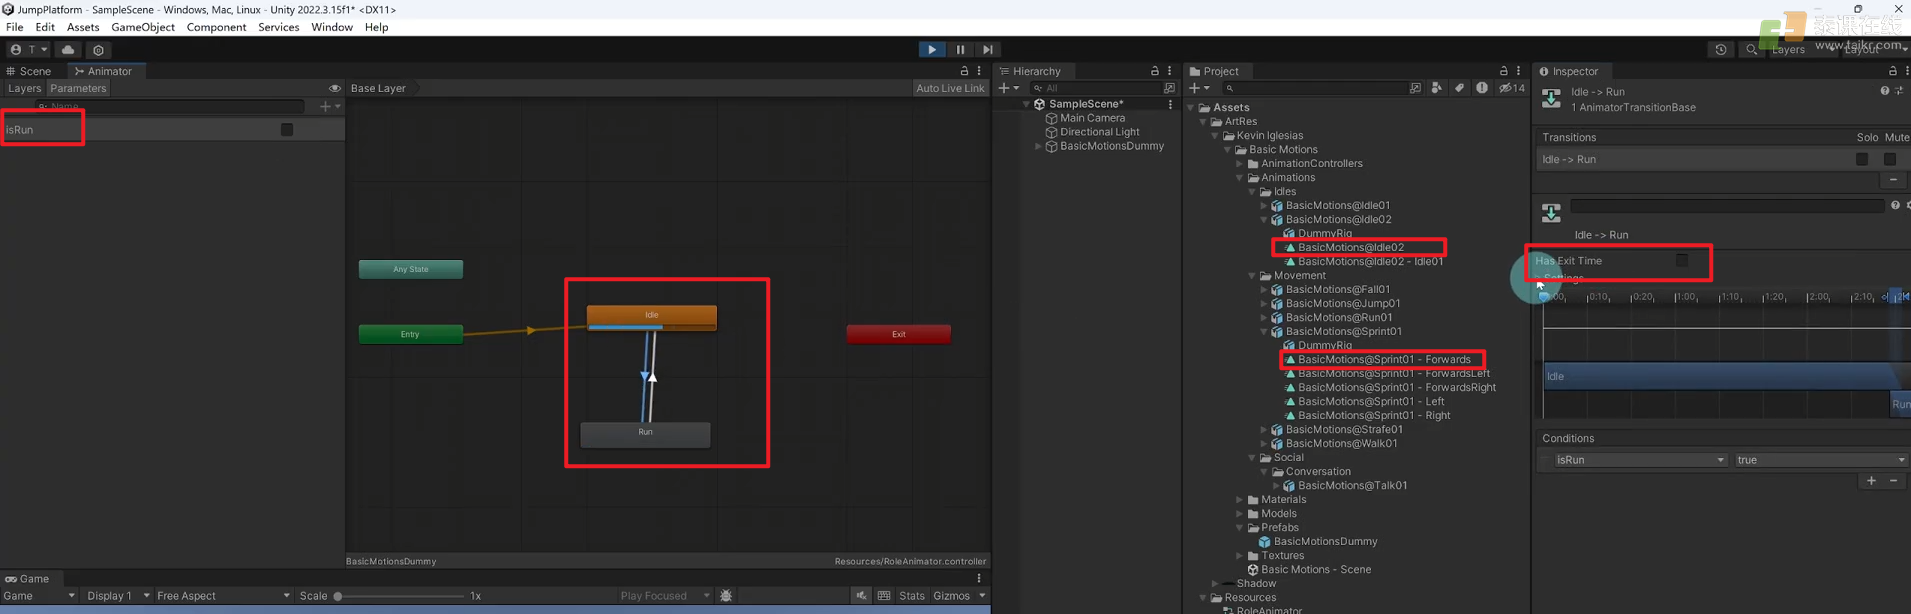 JumpPlatform - SampleScene - Windows, Mac, Linux - Unity 2022.3.15f1* <DX11>
File Edit Assets GameObject Component Services Window Help
泰课在线
www.taikr.com
T
Layers
Layout
Scene Animator
Layers Parameters
Name
isRun
Base Layer
Auto Live Link
Any State
Entry
Idle
Run
Exit
BasicMotionsDummy
Resources/RoleAnimator.controller
Game
Game Display 1 Free Aspect Scale 1x Play Focused Stats Gizmos
Hierarchy
All
SampleScene*
Main Camera
Directional Light
BasicMotionsDummy
Project
14
Assets
ArtRes
Kevin Iglesias
Basic Motions
AnimationControllers
Animations
Idles
BasicMotions@Idle01
BasicMotions@Idle02
DummyRig
BasicMotions@Idle02
BasicMotions@Idle02 - Idle01
Movement
BasicMotions@Fall01
BasicMotions@Jump01
BasicMotions@Run01
BasicMotions@Sprint01
DummyRig
BasicMotions@Sprint01 - Forwards
BasicMotions@Sprint01 - ForwardsLeft
BasicMotions@Sprint01 - ForwardsRight
BasicMotions@Sprint01 - Left
BasicMotions@Sprint01 - Right
BasicMotions@Strafe01
BasicMotions@Walk01
Social
Conversation
BasicMotions@Talk01
Materials
Models
Prefabs
BasicMotionsDummy
Textures
Basic Motions - Scene
Shadow
Resources
RoleAnimator
Inspector
Idle -> Run
1 AnimatorTransitionBase
Transitions Solo Mute
Idle -> Run
Idle -> Run
Has Exit Time
Settings
:00 0:10 0:20 1:00 1:10 1:20 2:00 2:10
Idle
Run
Conditions
isRun true